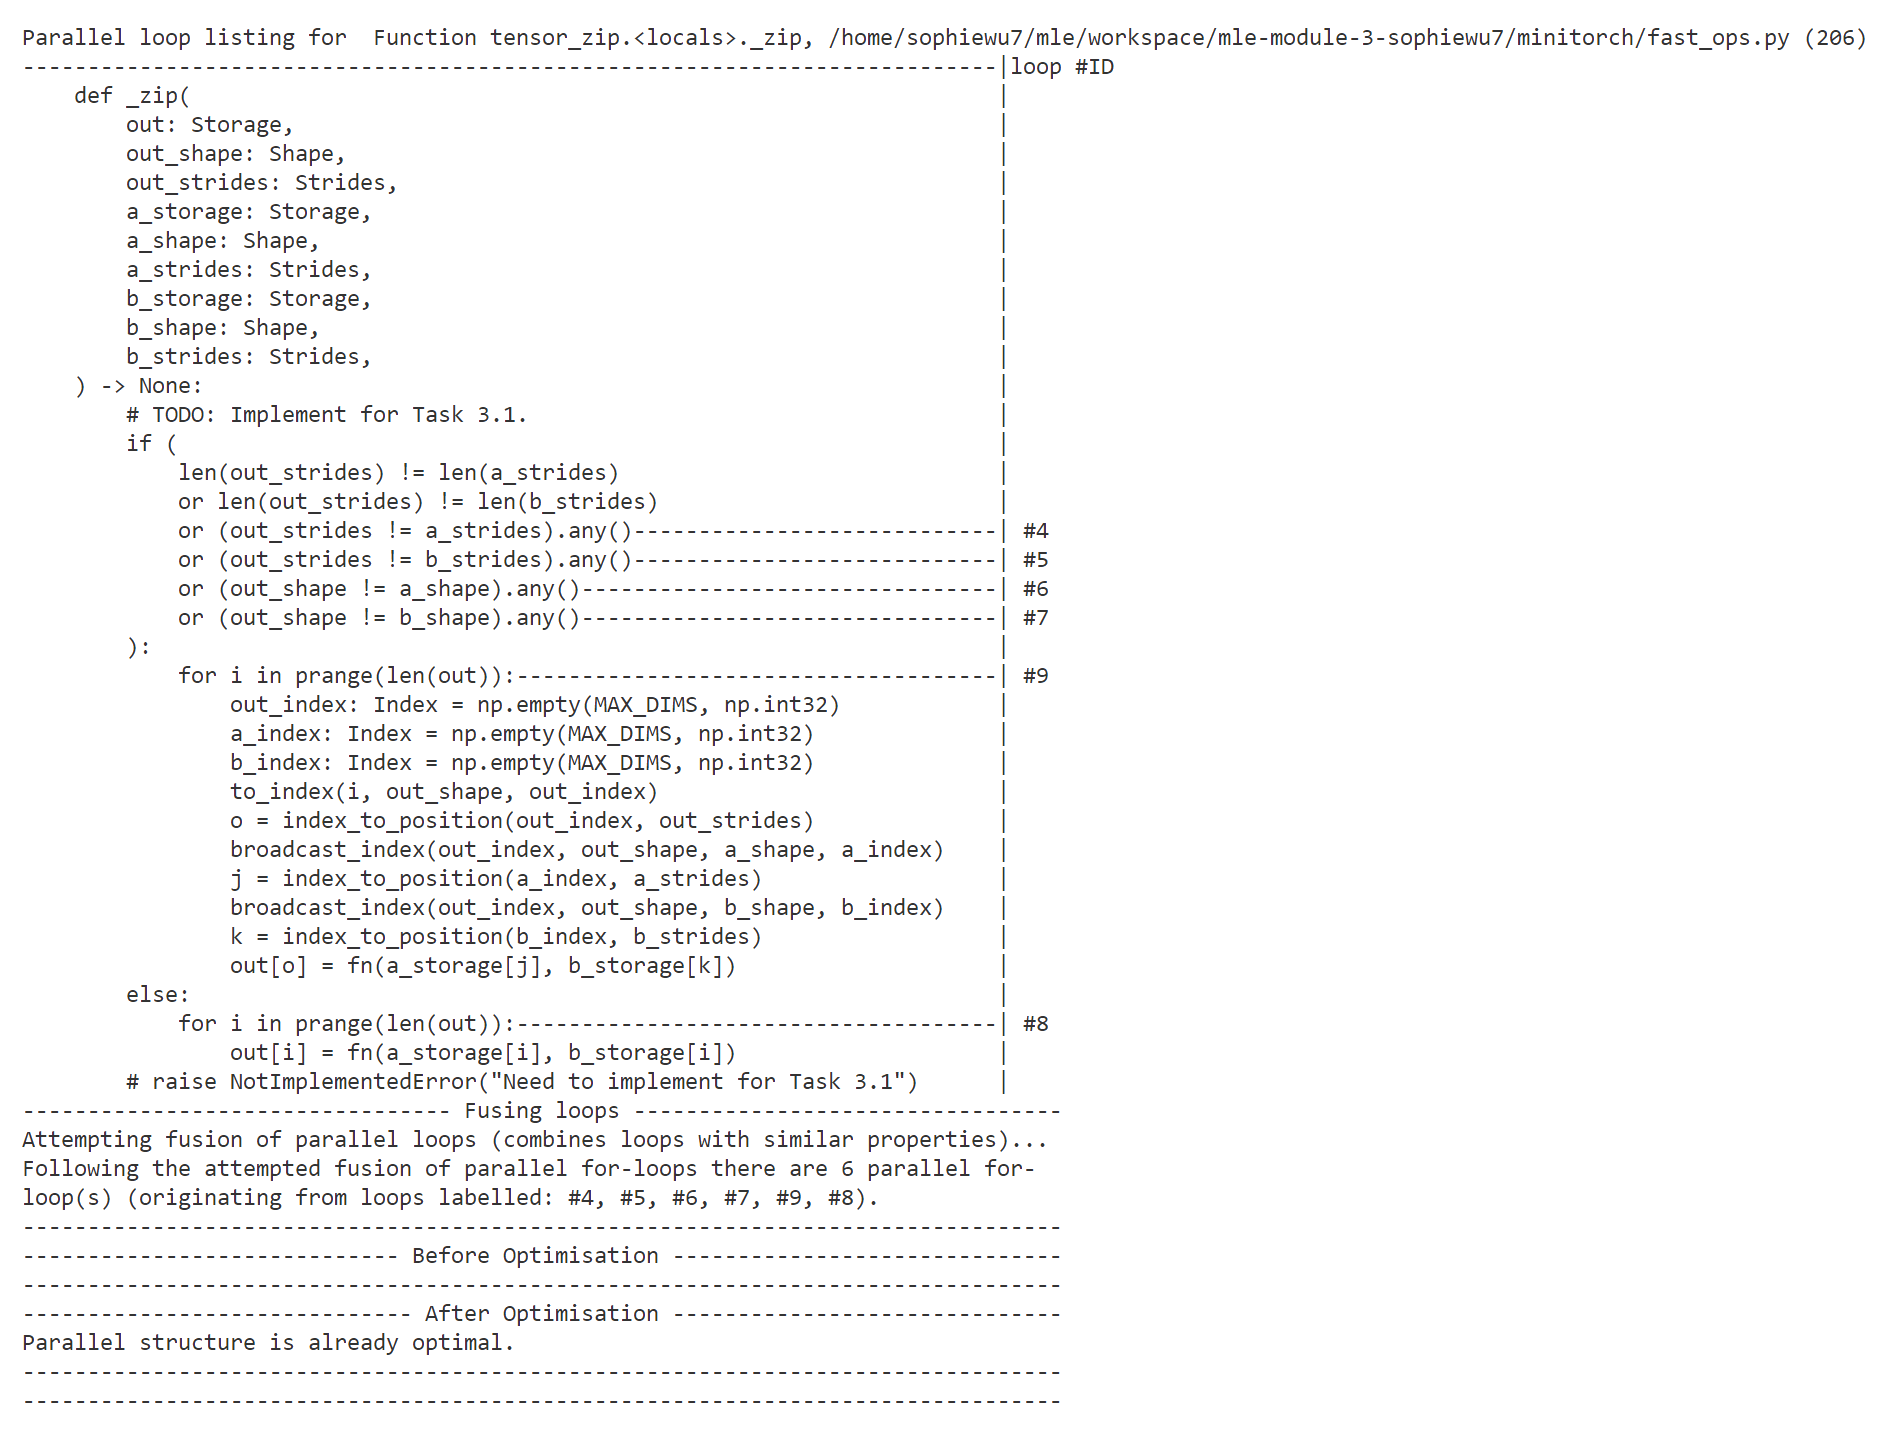 Parallel loop listing for  Function tensor_zip.<locals>._zip, /home/sophiewu7/mle/workspace/mle-module-3-sophiewu7/minitorch/fast_ops.py (206)
---------------------------------------------------------------------------|loop #ID
    def _zip(                                                              |
        out: Storage,                                                      |
        out_shape: Shape,                                                  |
        out_strides: Strides,                                              |
        a_storage: Storage,                                                |
        a_shape: Shape,                                                    |
        a_strides: Strides,                                                |
        b_storage: Storage,                                                |
        b_shape: Shape,                                                    |
        b_strides: Strides,                                                |
    ) -> None:                                                             |
        # TODO: Implement for Task 3.1.                                    |
        if (                                                               |
            len(out_strides) != len(a_strides)                             |
            or len(out_strides) != len(b_strides)                          |
            or (out_strides != a_strides).any()----------------------------| #4
            or (out_strides != b_strides).any()----------------------------| #5
            or (out_shape != a_shape).any()--------------------------------| #6
            or (out_shape != b_shape).any()--------------------------------| #7
        ):                                                                 |
            for i in prange(len(out)):-------------------------------------| #9
                out_index: Index = np.empty(MAX_DIMS, np.int32)            |
                a_index: Index = np.empty(MAX_DIMS, np.int32)              |
                b_index: Index = np.empty(MAX_DIMS, np.int32)              |
                to_index(i, out_shape, out_index)                          |
                o = index_to_position(out_index, out_strides)              |
                broadcast_index(out_index, out_shape, a_shape, a_index)    |
                j = index_to_position(a_index, a_strides)                  |
                broadcast_index(out_index, out_shape, b_shape, b_index)    |
                k = index_to_position(b_index, b_strides)                  |
                out[o] = fn(a_storage[j], b_storage[k])                    |
        else:                                                              |
            for i in prange(len(out)):-------------------------------------| #8
                out[i] = fn(a_storage[i], b_storage[i])                    |
        # raise NotImplementedError("Need to implement for Task 3.1")      |
--------------------------------- Fusing loops ---------------------------------
Attempting fusion of parallel loops (combines loops with similar properties)...
Following the attempted fusion of parallel for-loops there are 6 parallel for-
loop(s) (originating from loops labelled: #4, #5, #6, #7, #9, #8).
--------------------------------------------------------------------------------
----------------------------- Before Optimisation ------------------------------
--------------------------------------------------------------------------------
------------------------------ After Optimisation ------------------------------
Parallel structure is already optimal.
--------------------------------------------------------------------------------
--------------------------------------------------------------------------------